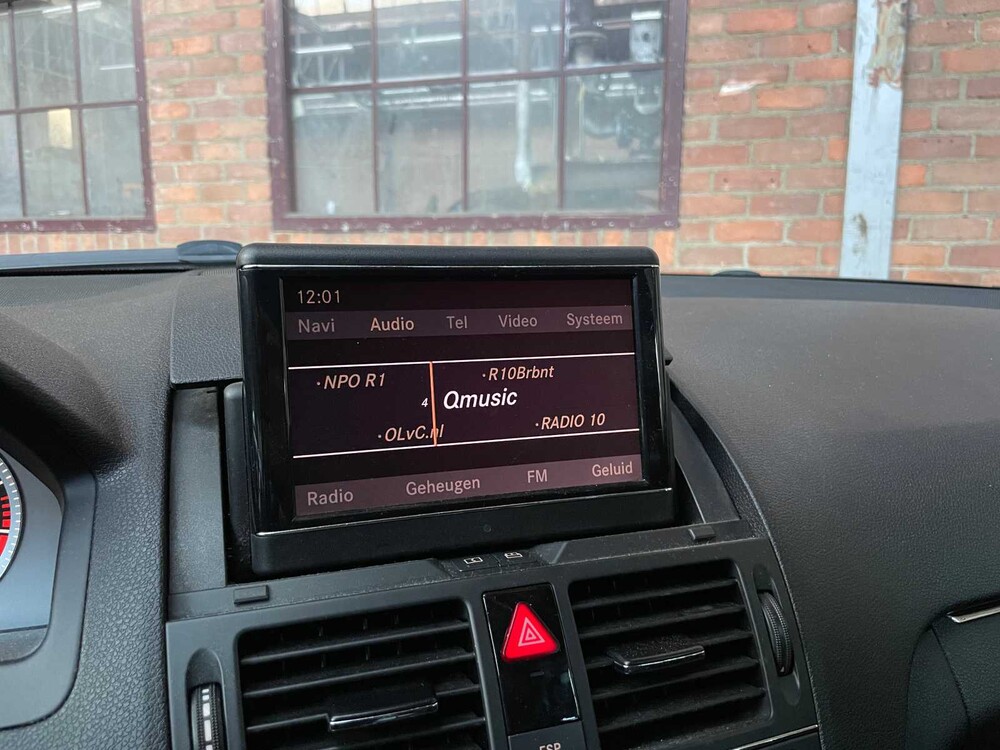 12:01
Navi Audio Tel Video Systeem
·NPO R1 ·R10Brbnt
4 Qmusic
·OLvC.nl ·RADIO 10
Radio Geheugen FM Geluid
ESP